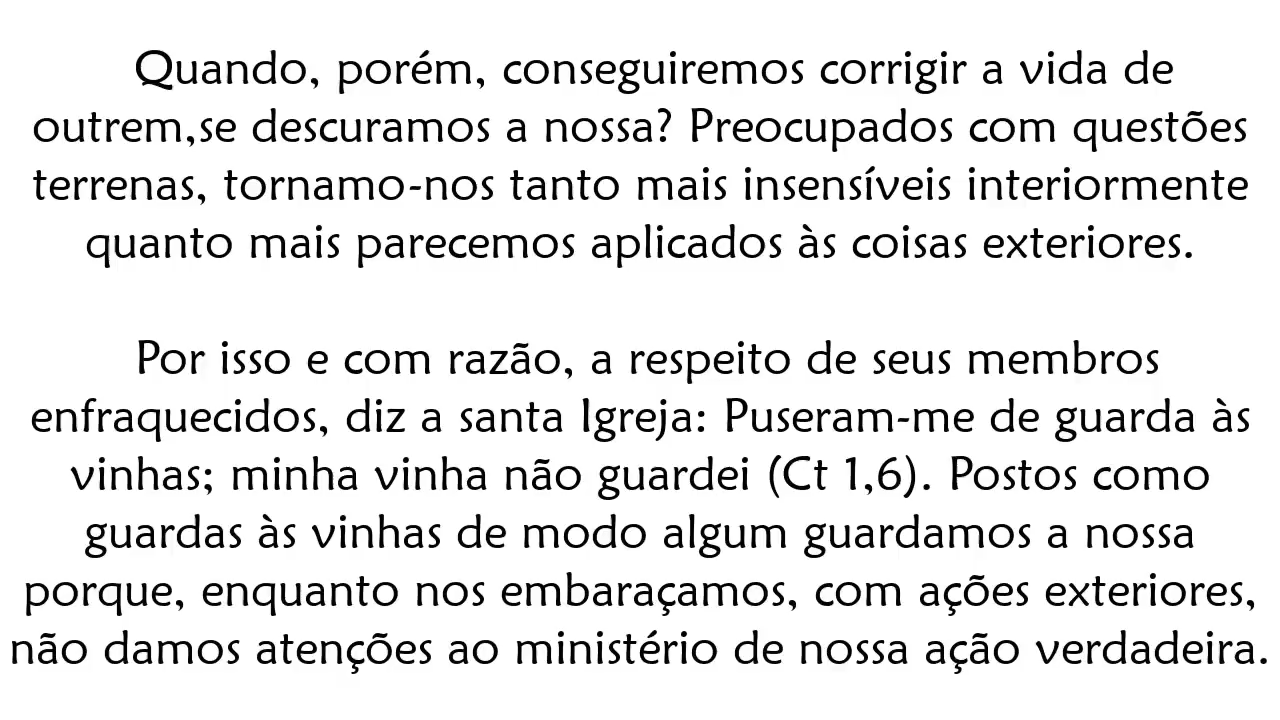 Quando, porém, conseguiremos corrigir a vida de
outrem,se descuramos a nossa? Preocupados com questões
terrenas, tornamo-nos tanto mais insensíveis interiormente
quanto mais parecemos aplicados às coisas exteriores.
Por isso e com razão, a respeito de seus membros
enfraquecidos, diz a santa Igreja: Puseram-me de guarda às
vinhas; minha vinha não guardei (Ct 1,6). Postos como
guardas às vinhas de modo algum guardamos a nossa
porque, enquanto nos embaraçamos, com ações exteriores,
não damos atenções ao ministério de nossa ação verdadeira.